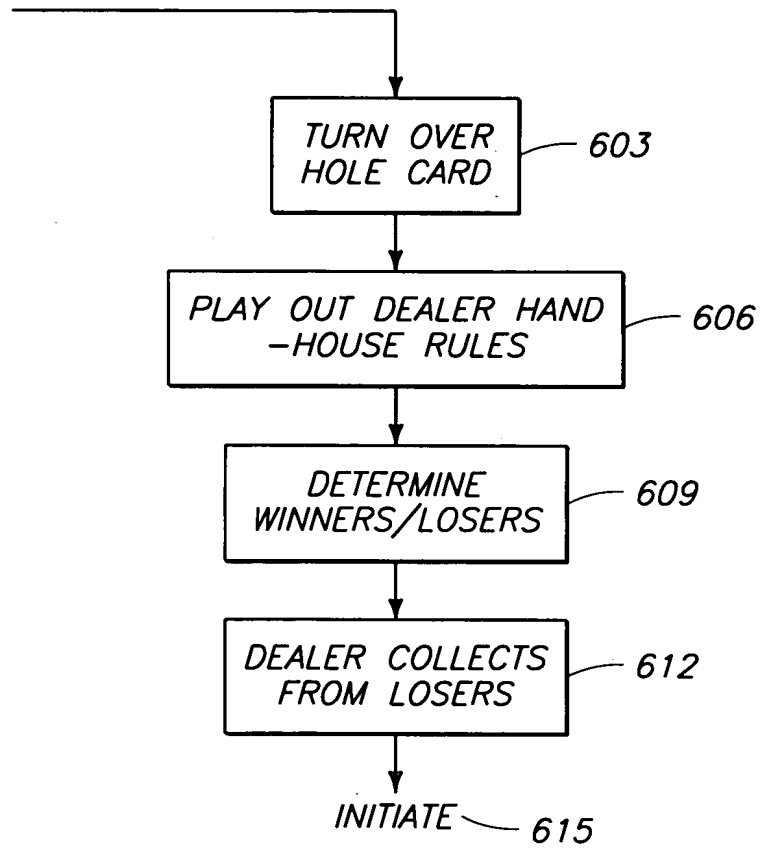 TURN OVER
HOLE CARD
603
PLAY OUT DEALER HAND
-HOUSE RULES
606
DETERMINE
WINNERS/LOSERS
609
DEALER COLLECTS
FROM LOSERS
612
INITIATE
615